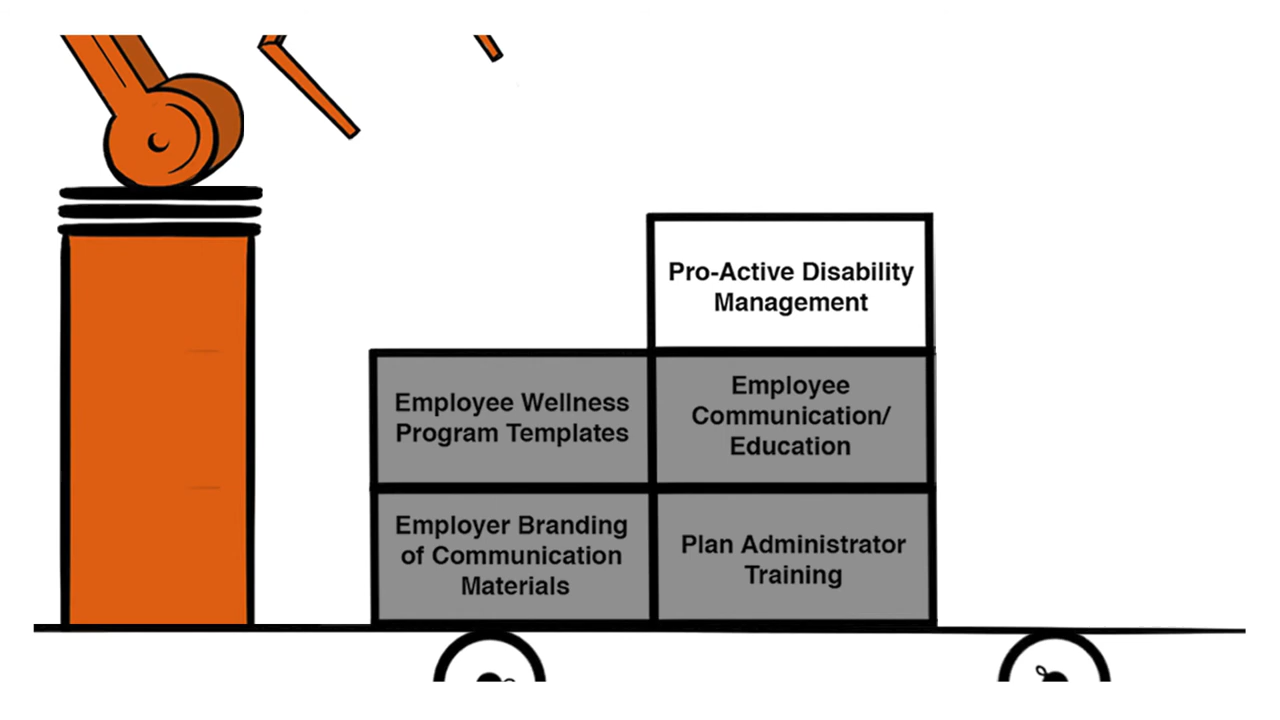 Pro-Active Disability
Management
Employee Wellness
Program Templates
Employee
Communication/
Education
Employer Branding
of Communication
Materials
Plan Administrator
Training